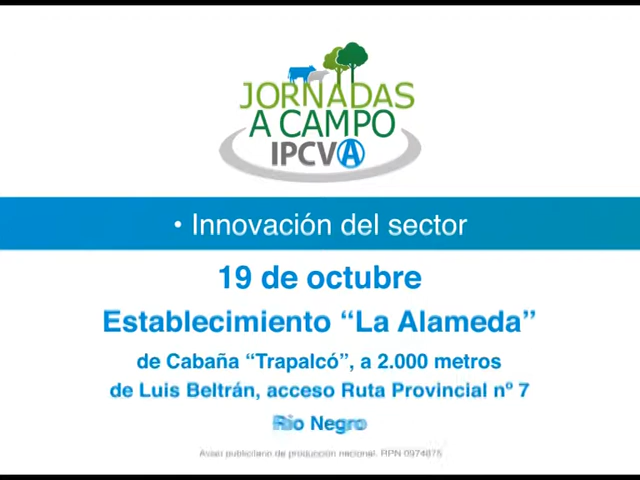 JORNADAS
A CAMPO
IPCVA
• Innovación del sector
19 de octubre
Establecimiento “La Alameda”
de Cabaña “Trapalcó”, a 2.000 metros
de Luis Beltrán, acceso Ruta Provincial nº 7
Río Negro
Aviso publicitario de producción nacional. RPN 0974875